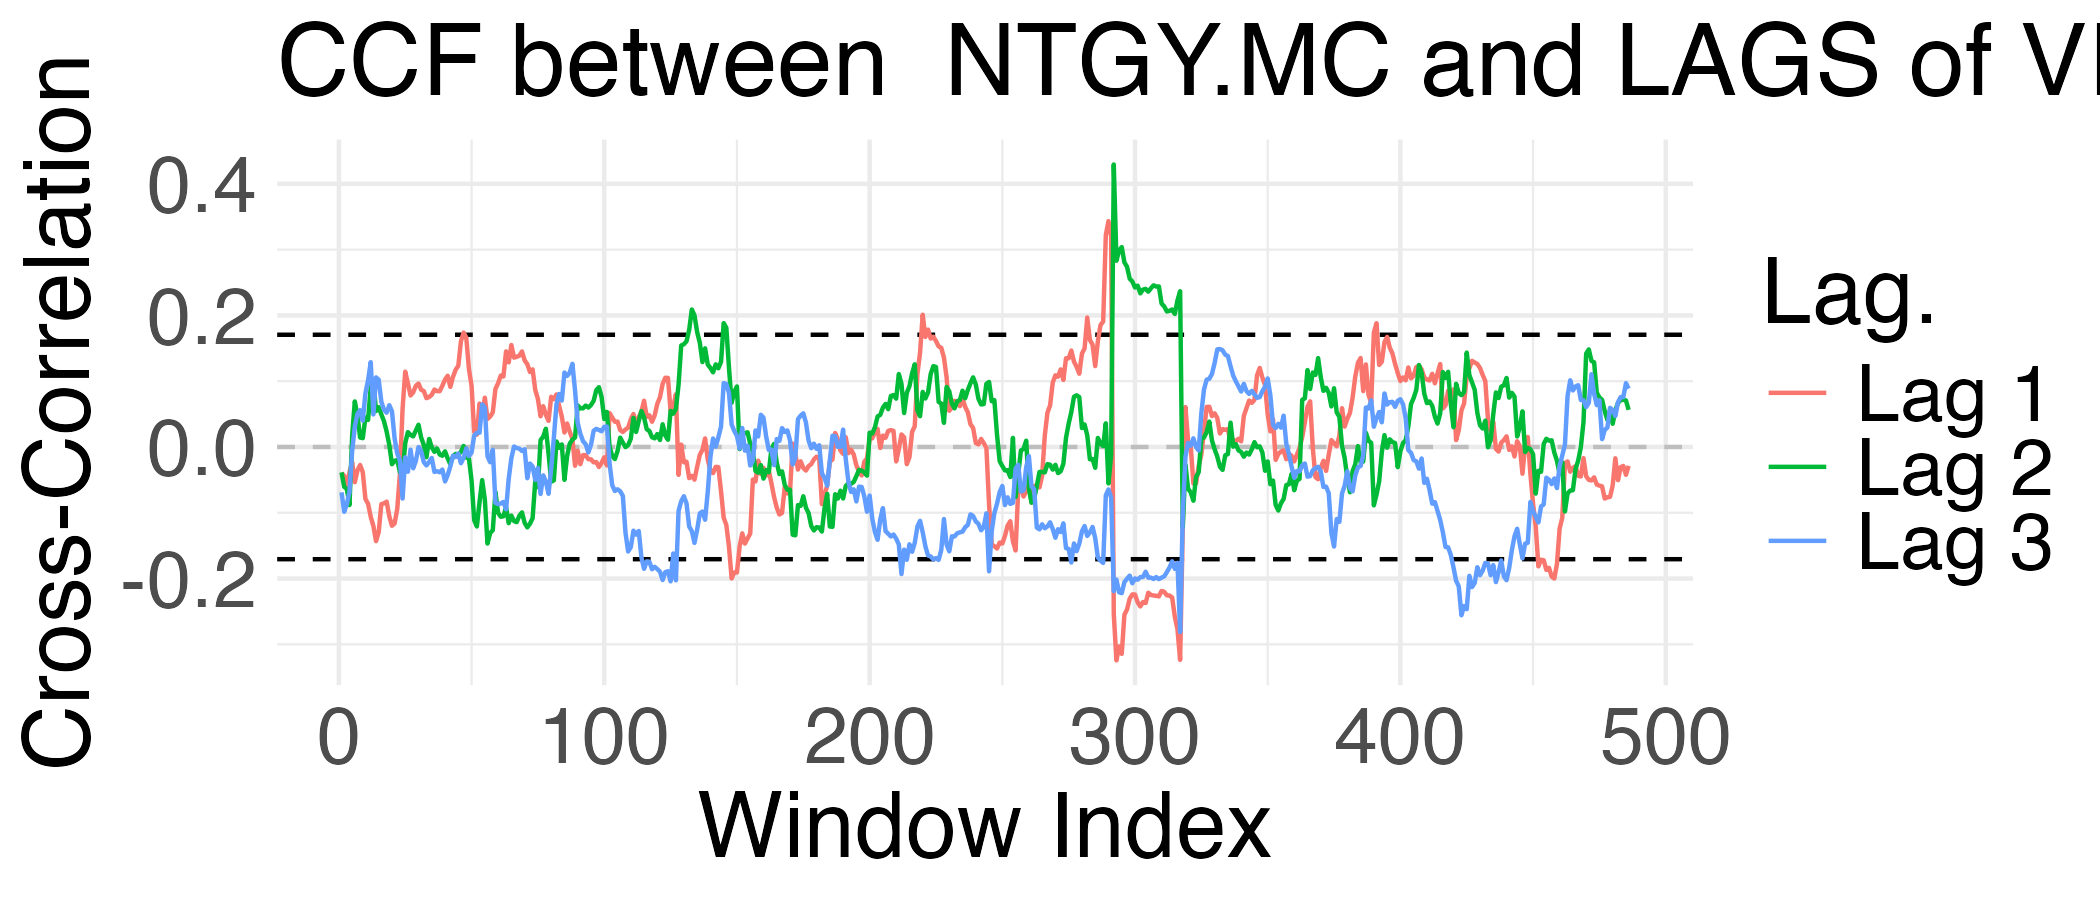 CCF between  NTGY.MC and LAGS of
Cross-Correlation
0.4
0.2
0.0
-0.2
0 100 200 300 400 500
Window Index
Lag.
Lag 1
Lag 2
Lag 3